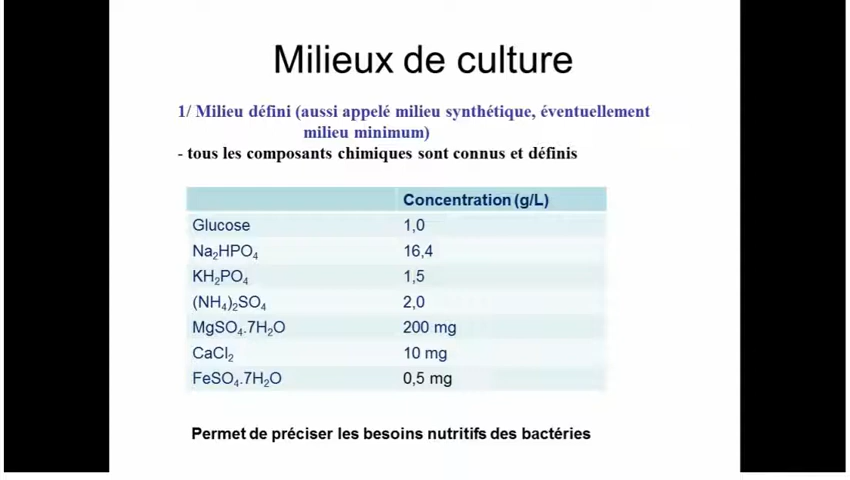 Milieux de culture
1/ Milieu défini (aussi appelé milieu synthétique, éventuellement
milieu minimum)
- tous les composants chimiques sont connus et définis
Concentration (g/L)
Glucose 1,0
Na₂HPO₄ 16,4
KH₂PO₄ 1,5
(NH₄)₂SO₄ 2,0
MgSO₄.7H₂O 200 mg
CaCl₂ 10 mg
FeSO₄.7H₂O 0,5 mg
Permet de préciser les besoins nutritifs des bactéries